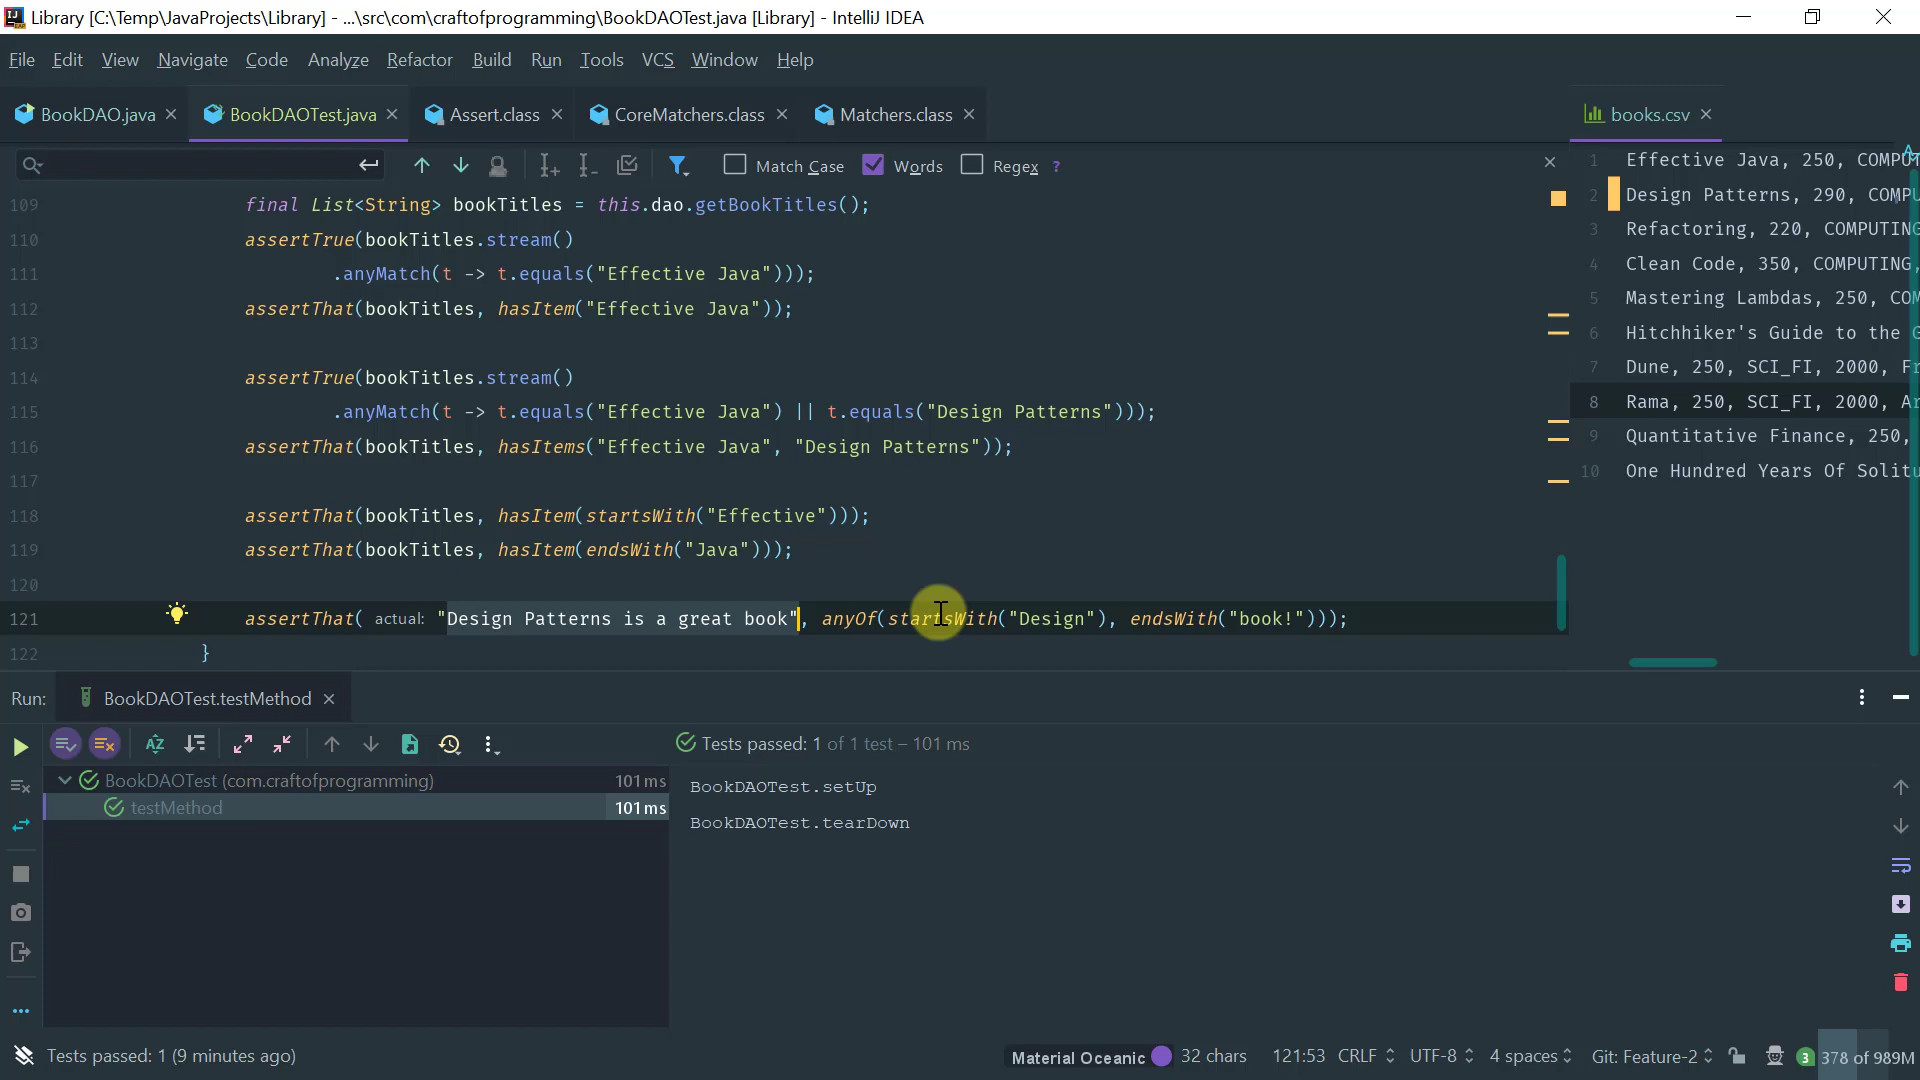 Library [C:\Temp\JavaProjects\Library] - ...\src\com\craftofprogramming\BookDAOTest.java [Library] - IntelliJ IDEA
File Edit View Navigate Code Analyze Refactor Build Run Tools VCS Window Help
BookDAO.java BookDAOTest.java Assert.class CoreMatchers.class Matchers.class books.csv
Match Case Words Regex ?
109 final List<String> bookTitles = this.dao.getBookTitles();
110 assertTrue(bookTitles.stream()
111 .anyMatch(t -> t.equals("Effective Java")));
112 assertThat(bookTitles, hasItem("Effective Java"));
113
114 assertTrue(bookTitles.stream()
115 .anyMatch(t -> t.equals("Effective Java") || t.equals("Design Patterns")));
116 assertThat(bookTitles, hasItems("Effective Java", "Design Patterns"));
117
118 assertThat(bookTitles, hasItem(startsWith("Effective")));
119 assertThat(bookTitles, hasItem(endsWith("Java")));
120
121 assertThat( actual: "Design Patterns is a great book", anyOf(startsWith("Design"), endsWith("book!")));
122 }
1 Effective Java, 250, COMPUT
2 Design Patterns, 290, COMPU
3 Refactoring, 220, COMPUTING
4 Clean Code, 350, COMPUTING,
5 Mastering Lambdas, 250, COM
6 Hitchhiker's Guide to the G
7 Dune, 250, SCI_FI, 2000, Fr
8 Rama, 250, SCI_FI, 2000, Ar
9 Quantitative Finance, 250,
10 One Hundred Years Of Solitu
Run: BookDAOTest.testMethod
Tests passed: 1 of 1 test – 101 ms
BookDAOTest (com.craftofprogramming) 101 ms
testMethod 101 ms
BookDAOTest.setUp
BookDAOTest.tearDown
Tests passed: 1 (9 minutes ago)
Material Oceanic 32 chars 121:53 CRLF UTF-8 4 spaces Git: Feature-2 3 378 of 989M